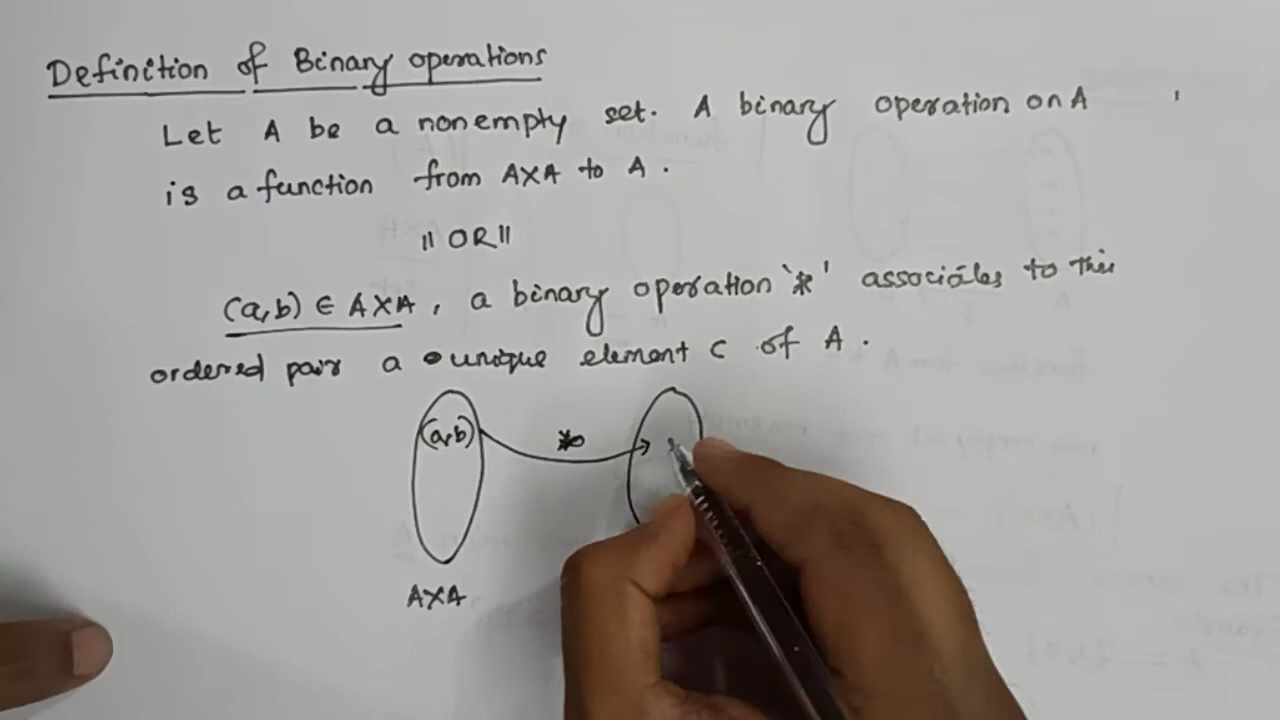 Definition of Binary operations
Let A be a nonempty set. A binary operation on A
is a function from AXA to A.
"OR"
(a,b) ∈ AXA, a binary operation '*' associates to this
ordered pair a unique element c of A.
(a,b) *
AXA